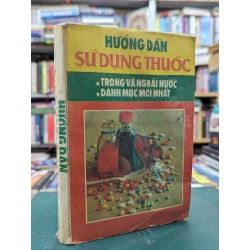 HƯỚNG DẪN
SỬ DỤNG THUỐC
* TRONG VÀ NGOÀI NƯỚC
* DANH MỤC MỚI NHẤT
HƯỚNG DẪN